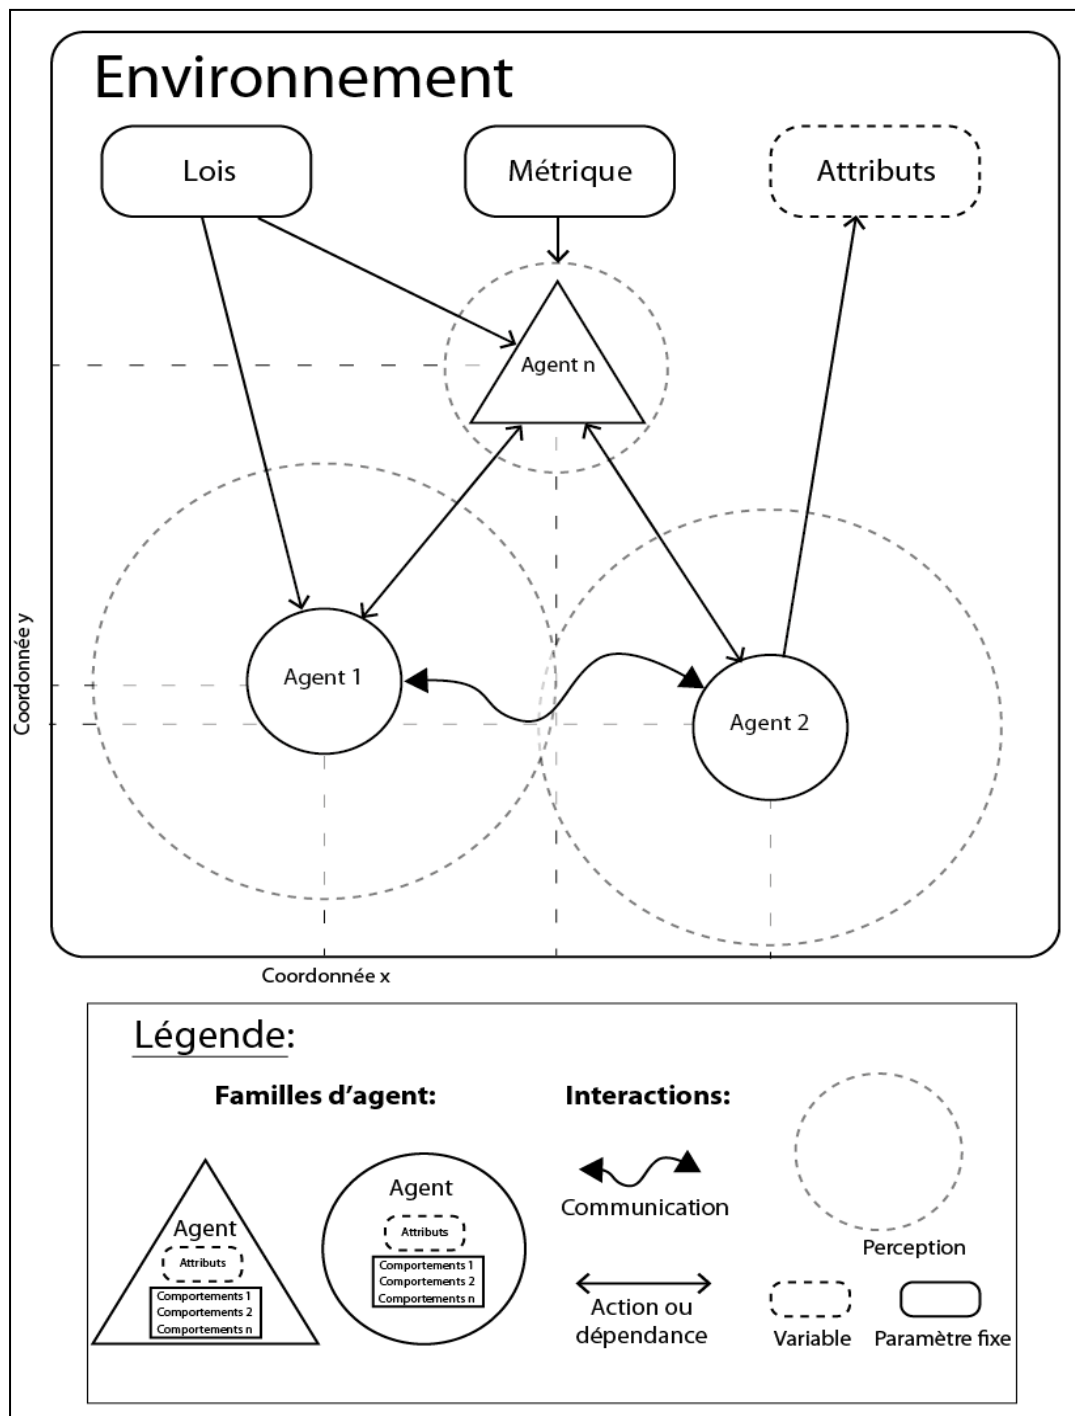 Environnement
Lois
Métrique
Attributs
Agent n
Agent 1
Agent 2
Coordonnée y
Coordonnée x
Légende:
Familles d'agent:
Interactions:
Agent
Attributs
Comportements 1
Comportements 2
Comportements n
Agent
Attributs
Comportements 1
Comportements 2
Comportements n
Communication
Action ou
dépendance
Perception
Variable
Paramètre fixe